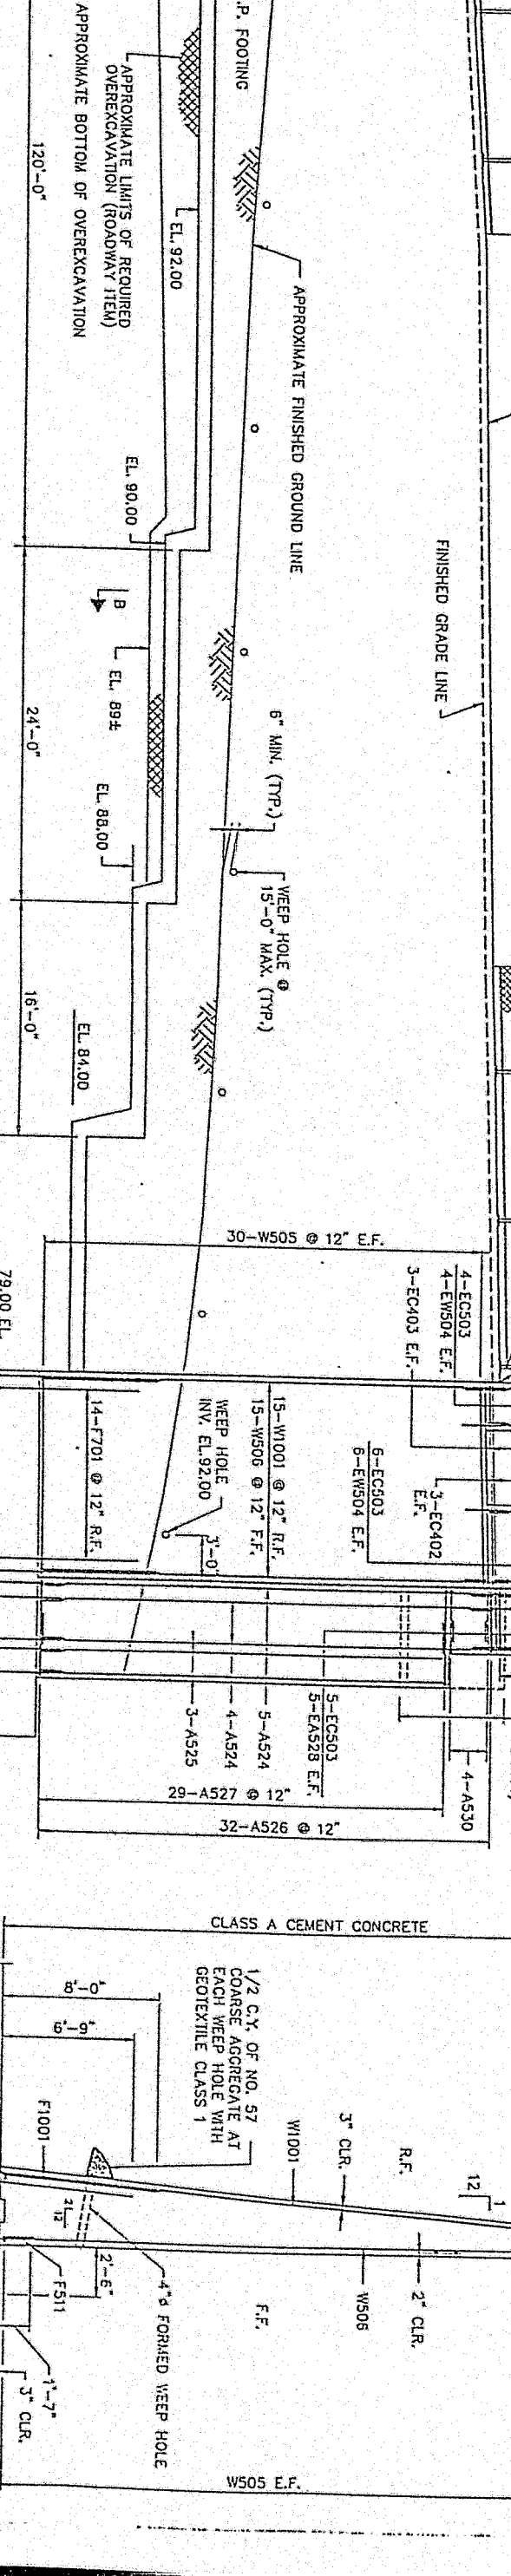 .P. FOOTING
APPROXIMATE BOTTOM OF OVEREXCAVATION
APPROXIMATE LIMITS OF REQUIRED
OVEREXCAVATION (ROADWAY ITEM)
120'-0"
EL. 92.00
APPROXIMATE FINISHED GROUND LINE
EL. 90.00
FINISHED GRADE LINE
B
EL. 89±
24'-0"
EL. 88.00
6" MIN. (TYP.)
WEEP HOLE @
15'-0" MAX. (TYP.)
16'-0"
EL. 84.00
30-W505 @ 12" E.F.
79.00 EL.
4-EC503
4-EW504 E.F.
3-EC403 E.F.
3-EC402
E.F.
6-EC503
6-EW504 E.F.
15-W1001 @ 12" R.F.
15-W506 @ 12" F.F.
WEEP HOLE
INV. EL.92.00
3'-0"
14-F701 @ 12" R.F.
5-EC503
5-EA528 E.F.
5-A524
4-A524
3-A525
4-A530
29-A527 @ 12"
32-A526 @ 12"
CLASS A CEMENT CONCRETE
1/2 C.Y. OF NO. 57
COARSE AGGREGATE AT
EACH WEEP HOLE WITH
GEOTEXTILE CLASS 1
8'-0"
6'-9"
F1001
W1001
3" CLR.
R.F.
12
1
2
12
2" CLR.
W506
F.F.
4"ø FORMED WEEP HOLE
2'-6"
F511
1'-7"
3" CLR.
W505 E.F.